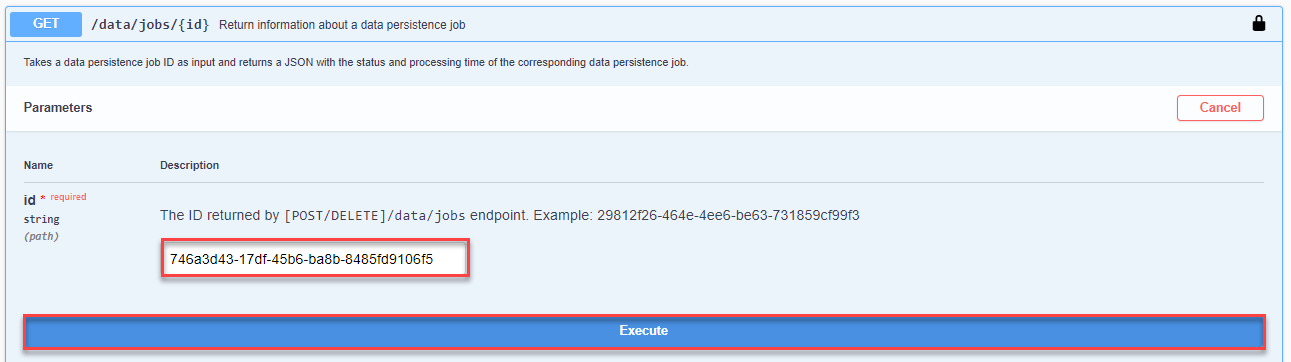 GET /data/jobs/{id} Return information about a data persistence job
Takes a data persistence job ID as input and returns a JSON with the status and processing time of the corresponding data persistence job.
Parameters Cancel
Name Description
id * required
string
(path)
The ID returned by [POST/DELETE]/data/jobs endpoint. Example: 29812f26-464e-4ee6-be63-731859cf99f3
746a3d43-17df-45b6-ba8b-8485fd9106f5
Execute